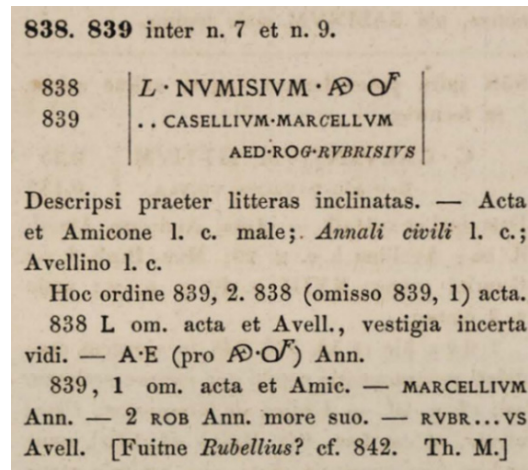 838. 839 inter n. 7 et n. 9.
838 L · NVMISIVM · AED OF
839 . . CASELLIVM·MARCELLVM
AED·ROG·RVBRISIVS
Descripsi praeter litteras inclinatas. — Acta
et Amicone l. c. male; Annali civili l. c.;
Avellino l. c.
Hoc ordine 839, 2. 838 (omisso 839, 1) acta.
838 L om. acta et Avell., vestigia incerta
vidi. — A·E (pro AED·OF) Ann.
839, 1 om. acta et Amic. — MARCELLIVM
Ann. — 2 ROB Ann. more suo. — RVBR...VS
Avell. [Fuitne Rubellius? cf. 842. Th. M.]